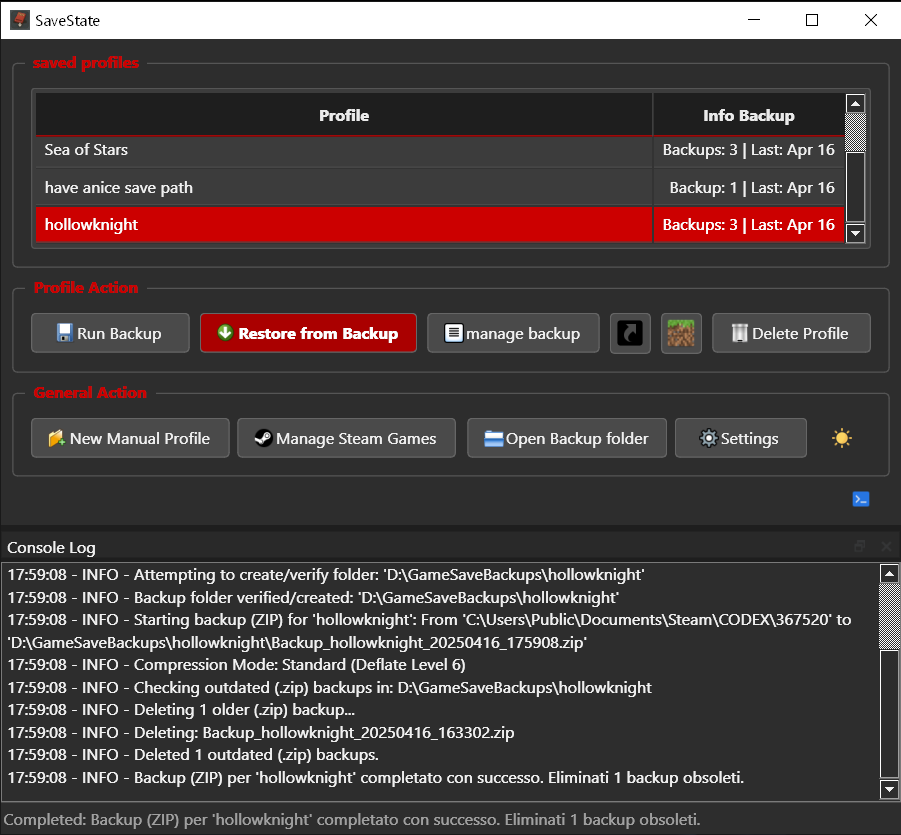 SaveState
saved profiles
Profile Info Backup
Sea of Stars Backups: 3 | Last: Apr 16
have anice save path Backup: 1 | Last: Apr 16
hollowknight Backups: 3 | Last: Apr 16
Profile Action
Run Backup Restore from Backup manage backup Delete Profile
General Action
New Manual Profile Manage Steam Games Open Backup folder Settings
Console Log
17:59:08 - INFO - Attempting to create/verify folder: 'D:\GameSaveBackups\hollowknight'
17:59:08 - INFO - Backup folder verified/created: 'D:\GameSaveBackups\hollowknight'
17:59:08 - INFO - Starting backup (ZIP) for 'hollowknight': From 'C:\Users\Public\Documents\Steam\CODEX\367520' to
'D:\GameSaveBackups\hollowknight\Backup_hollowknight_20250416_175908.zip'
17:59:08 - INFO - Compression Mode: Standard (Deflate Level 6)
17:59:08 - INFO - Checking outdated (.zip) backups in: D:\GameSaveBackups\hollowknight
17:59:08 - INFO - Deleting 1 older (.zip) backup...
17:59:08 - INFO - Deleting: Backup_hollowknight_20250416_163302.zip
17:59:08 - INFO - Deleted 1 outdated (.zip) backups.
17:59:08 - INFO - Backup (ZIP) per 'hollowknight' completato con successo. Eliminati 1 backup obsoleti.
Completed: Backup (ZIP) per 'hollowknight' completato con successo. Eliminati 1 backup obsoleti.